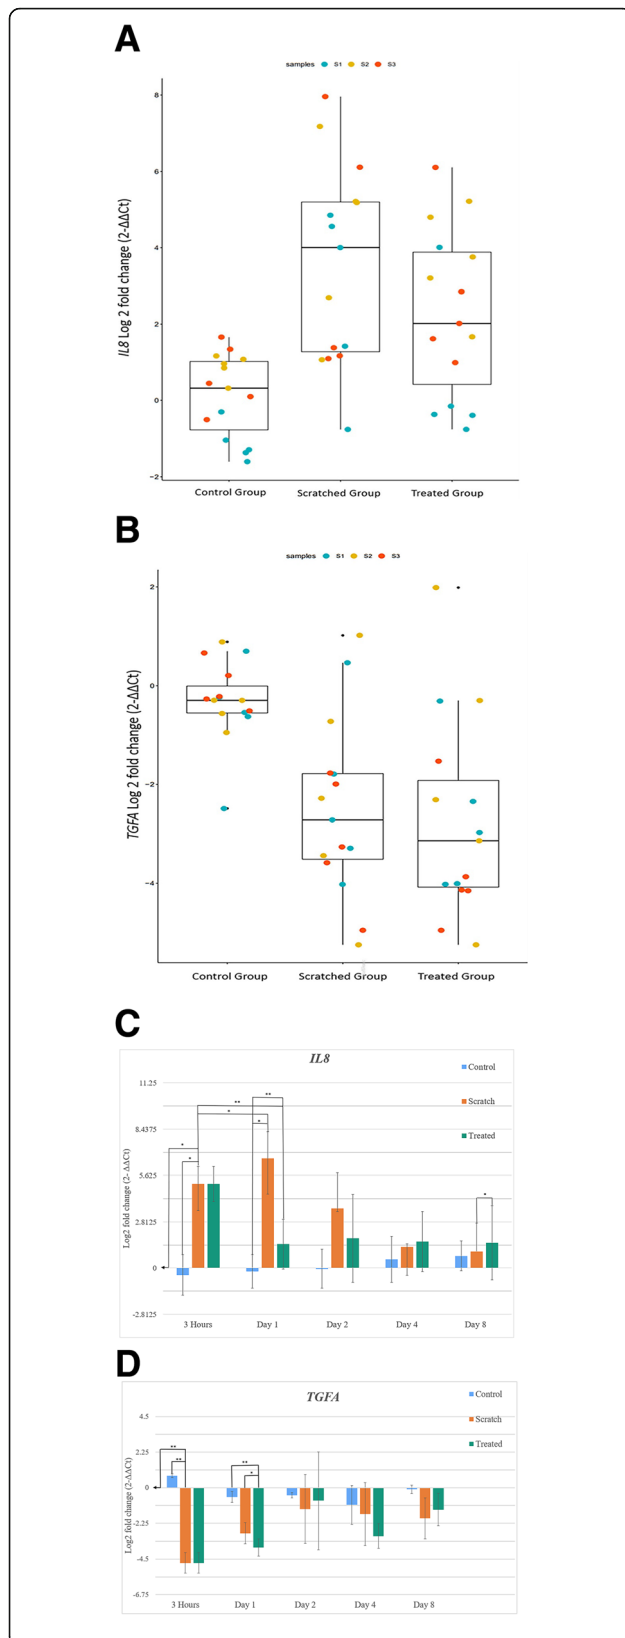 A
samples S1 S2 S3
IL8 Log 2 fold change (2-ΔΔCt)
8
6
4
2
0
−2
Control Group Scratched Group Treated Group
B
samples S1 S2 S3
TGFA Log 2 fold change (2-ΔΔCt)
2
0
−2
−4
Control Group Scratched Group Treated Group
C
IL8
Control
Scratch
Treated
Log2 fold change (2- ΔΔCt)
11.25
8.4375
5.625
2.8125
0
-2.8125
** ** * * * * *
3 Hours Day 1 Day 2 Day 4 Day 8
D
TGFA
Control
Scratch
Treated
Log2 fold change (2-ΔΔCt)
4.5
2.25
0
-2.25
-4.5
-6.75
** ** ** *
3 Hours Day 1 Day 2 Day 4 Day 8